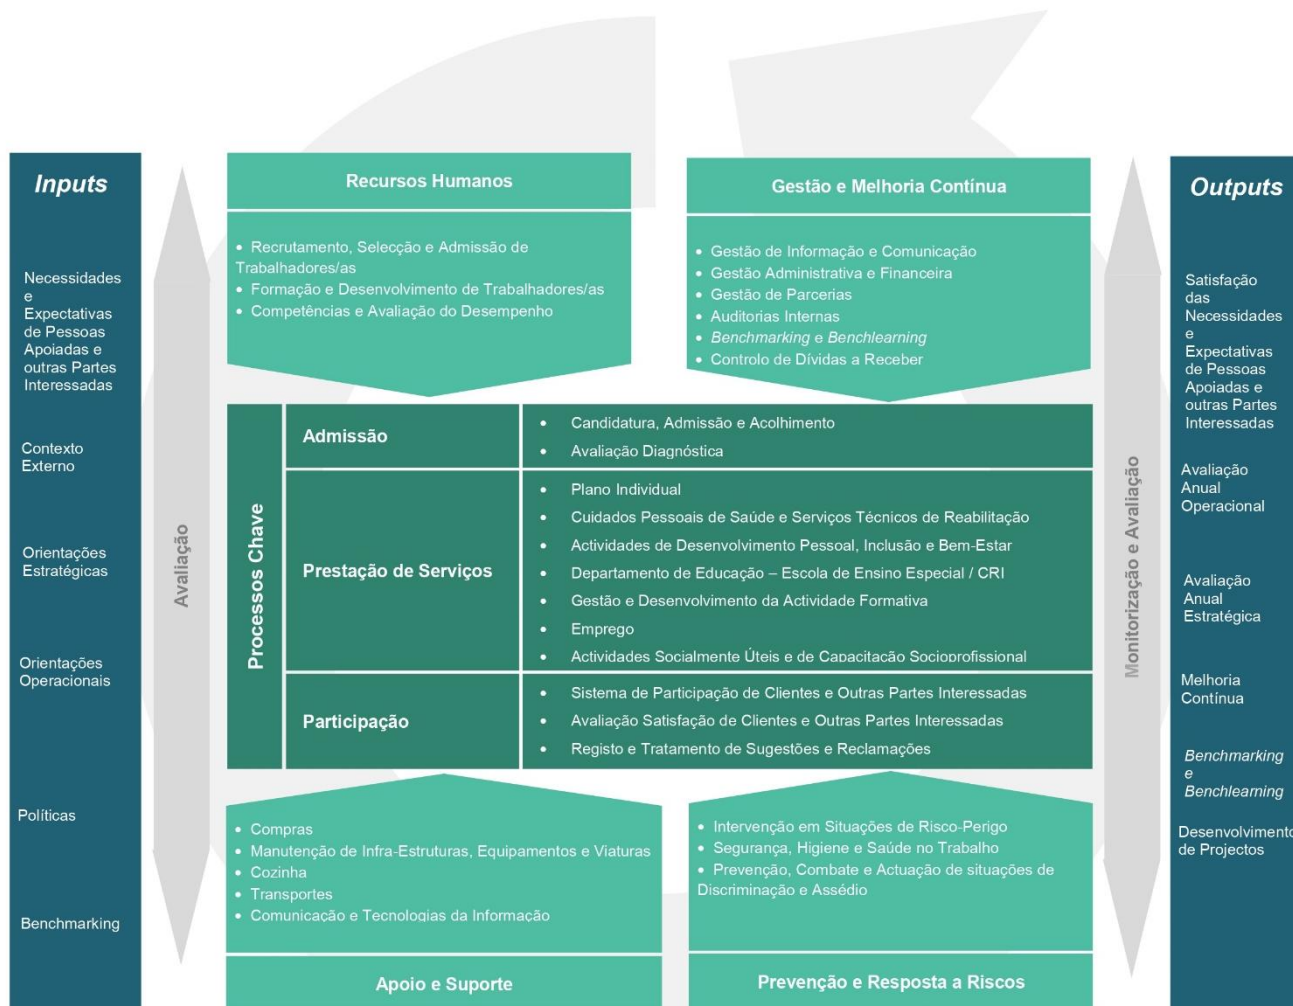 Inputs
Necessidades
e
Expectativas
de Pessoas
Apoiadas e
outras Partes
Interessadas
Contexto
Externo
Orientações
Estratégicas
Orientações
Operacionais
Políticas
Benchmarking
Avaliação
Recursos Humanos
• Recrutamento, Selecção e Admissão de
Trabalhadores/as
• Formação e Desenvolvimento de Trabalhadores/as
• Competências e Avaliação do Desempenho
Gestão e Melhoria Contínua
• Gestão de Informação e Comunicação
• Gestão Administrativa e Financeira
• Gestão de Parcerias
• Auditorias Internas
• Benchmarking e Benchlearning
• Controlo de Dívidas a Receber
Processos Chave
Admissão
• Candidatura, Admissão e Acolhimento
• Avaliação Diagnóstica
Prestação de Serviços
• Plano Individual
• Cuidados Pessoais de Saúde e Serviços Técnicos de Reabilitação
• Actividades de Desenvolvimento Pessoal, Inclusão e Bem-Estar
• Departamento de Educação – Escola de Ensino Especial / CRI
• Gestão e Desenvolvimento da Actividade Formativa
• Emprego
• Actividades Socialmente Úteis e de Capacitação Socioprofissional
Participação
• Sistema de Participação de Clientes e Outras Partes Interessadas
• Avaliação Satisfação de Clientes e Outras Partes Interessadas
• Registo e Tratamento de Sugestões e Reclamações
• Compras
• Manutenção de Infra-Estruturas, Equipamentos e Viaturas
• Cozinha
• Transportes
• Comunicação e Tecnologias da Informação
Apoio e Suporte
• Intervenção em Situações de Risco-Perigo
• Segurança, Higiene e Saúde no Trabalho
• Prevenção, Combate e Actuação de situações de
Discriminação e Assédio
Prevenção e Resposta a Riscos
Monitorização e Avaliação
Outputs
Satisfação
das
Necessidades
e
Expectativas
de Pessoas
Apoiadas e
outras Partes
Interessadas
Avaliação
Anual
Operacional
Avaliação
Anual
Estratégica
Melhoria
Contínua
Benchmarking
e
Benchlearning
Desenvolvimento
de Projectos